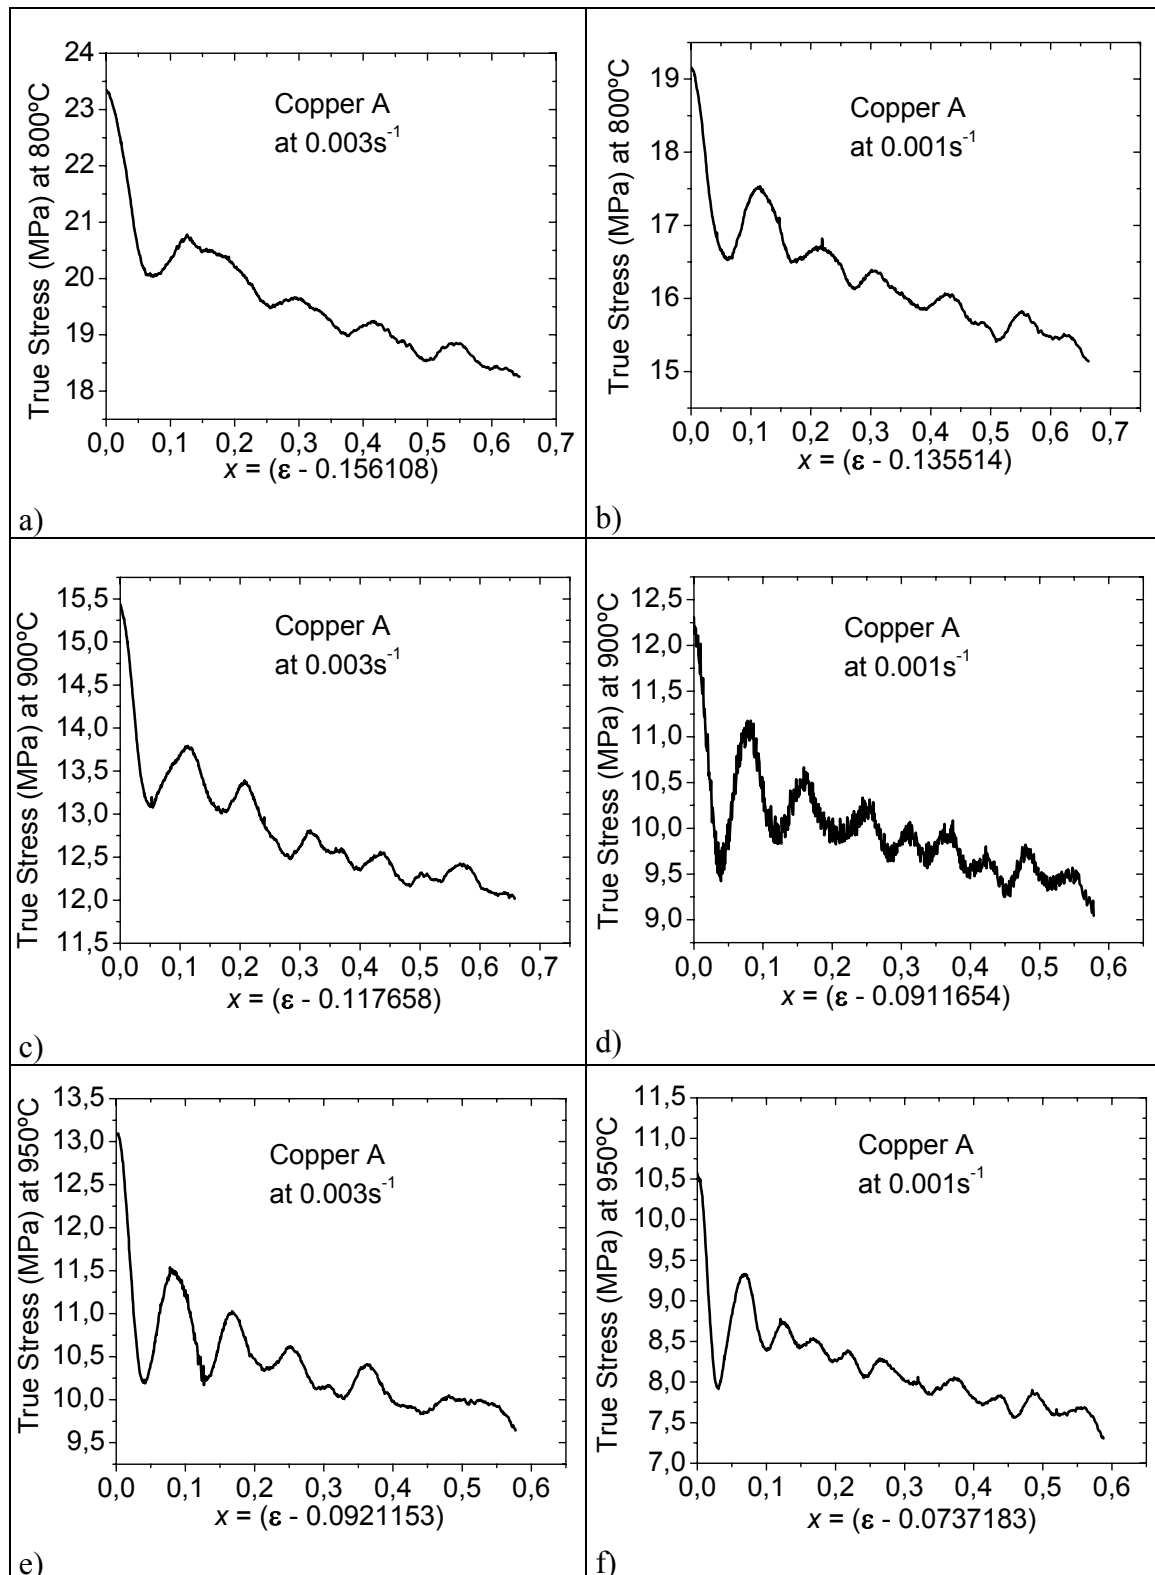 24
23
22
21
20
19
18
True Stress (MPa) at 800ºC
Copper A
at 0.003s-1
0,0 0,1 0,2 0,3 0,4 0,5 0,6 0,7
x = (ε - 0.156108)
a)
19
18
17
16
15
True Stress (MPa) at 800ºC
Copper A
at 0.001s-1
0,0 0,1 0,2 0,3 0,4 0,5 0,6 0,7
x = (ε - 0.135514)
b)
15,5
15,0
14,5
14,0
13,5
13,0
12,5
12,0
11,5
True Stress (MPa) at 900ºC
Copper A
at 0.003s-1
0,0 0,1 0,2 0,3 0,4 0,5 0,6 0,7
x = (ε - 0.117658)
c)
12,5
12,0
11,5
11,0
10,5
10,0
9,5
9,0
True Stress (MPa) at 900ºC
Copper A
at 0.001s-1
0,0 0,1 0,2 0,3 0,4 0,5 0,6
x = (ε - 0.0911654)
d)
13,5
13,0
12,5
12,0
11,5
11,0
10,5
10,0
9,5
True Stress (MPa) at 950ºC
Copper A
at 0.003s-1
0,0 0,1 0,2 0,3 0,4 0,5 0,6
x = (ε - 0.0921153)
e)
11,5
11,0
10,5
10,0
9,5
9,0
8,5
8,0
7,5
7,0
True Stress (MPa) at 950ºC
Copper A
at 0.001s-1
0,0 0,1 0,2 0,3 0,4 0,5 0,6
x = (ε - 0.0737183)
f)